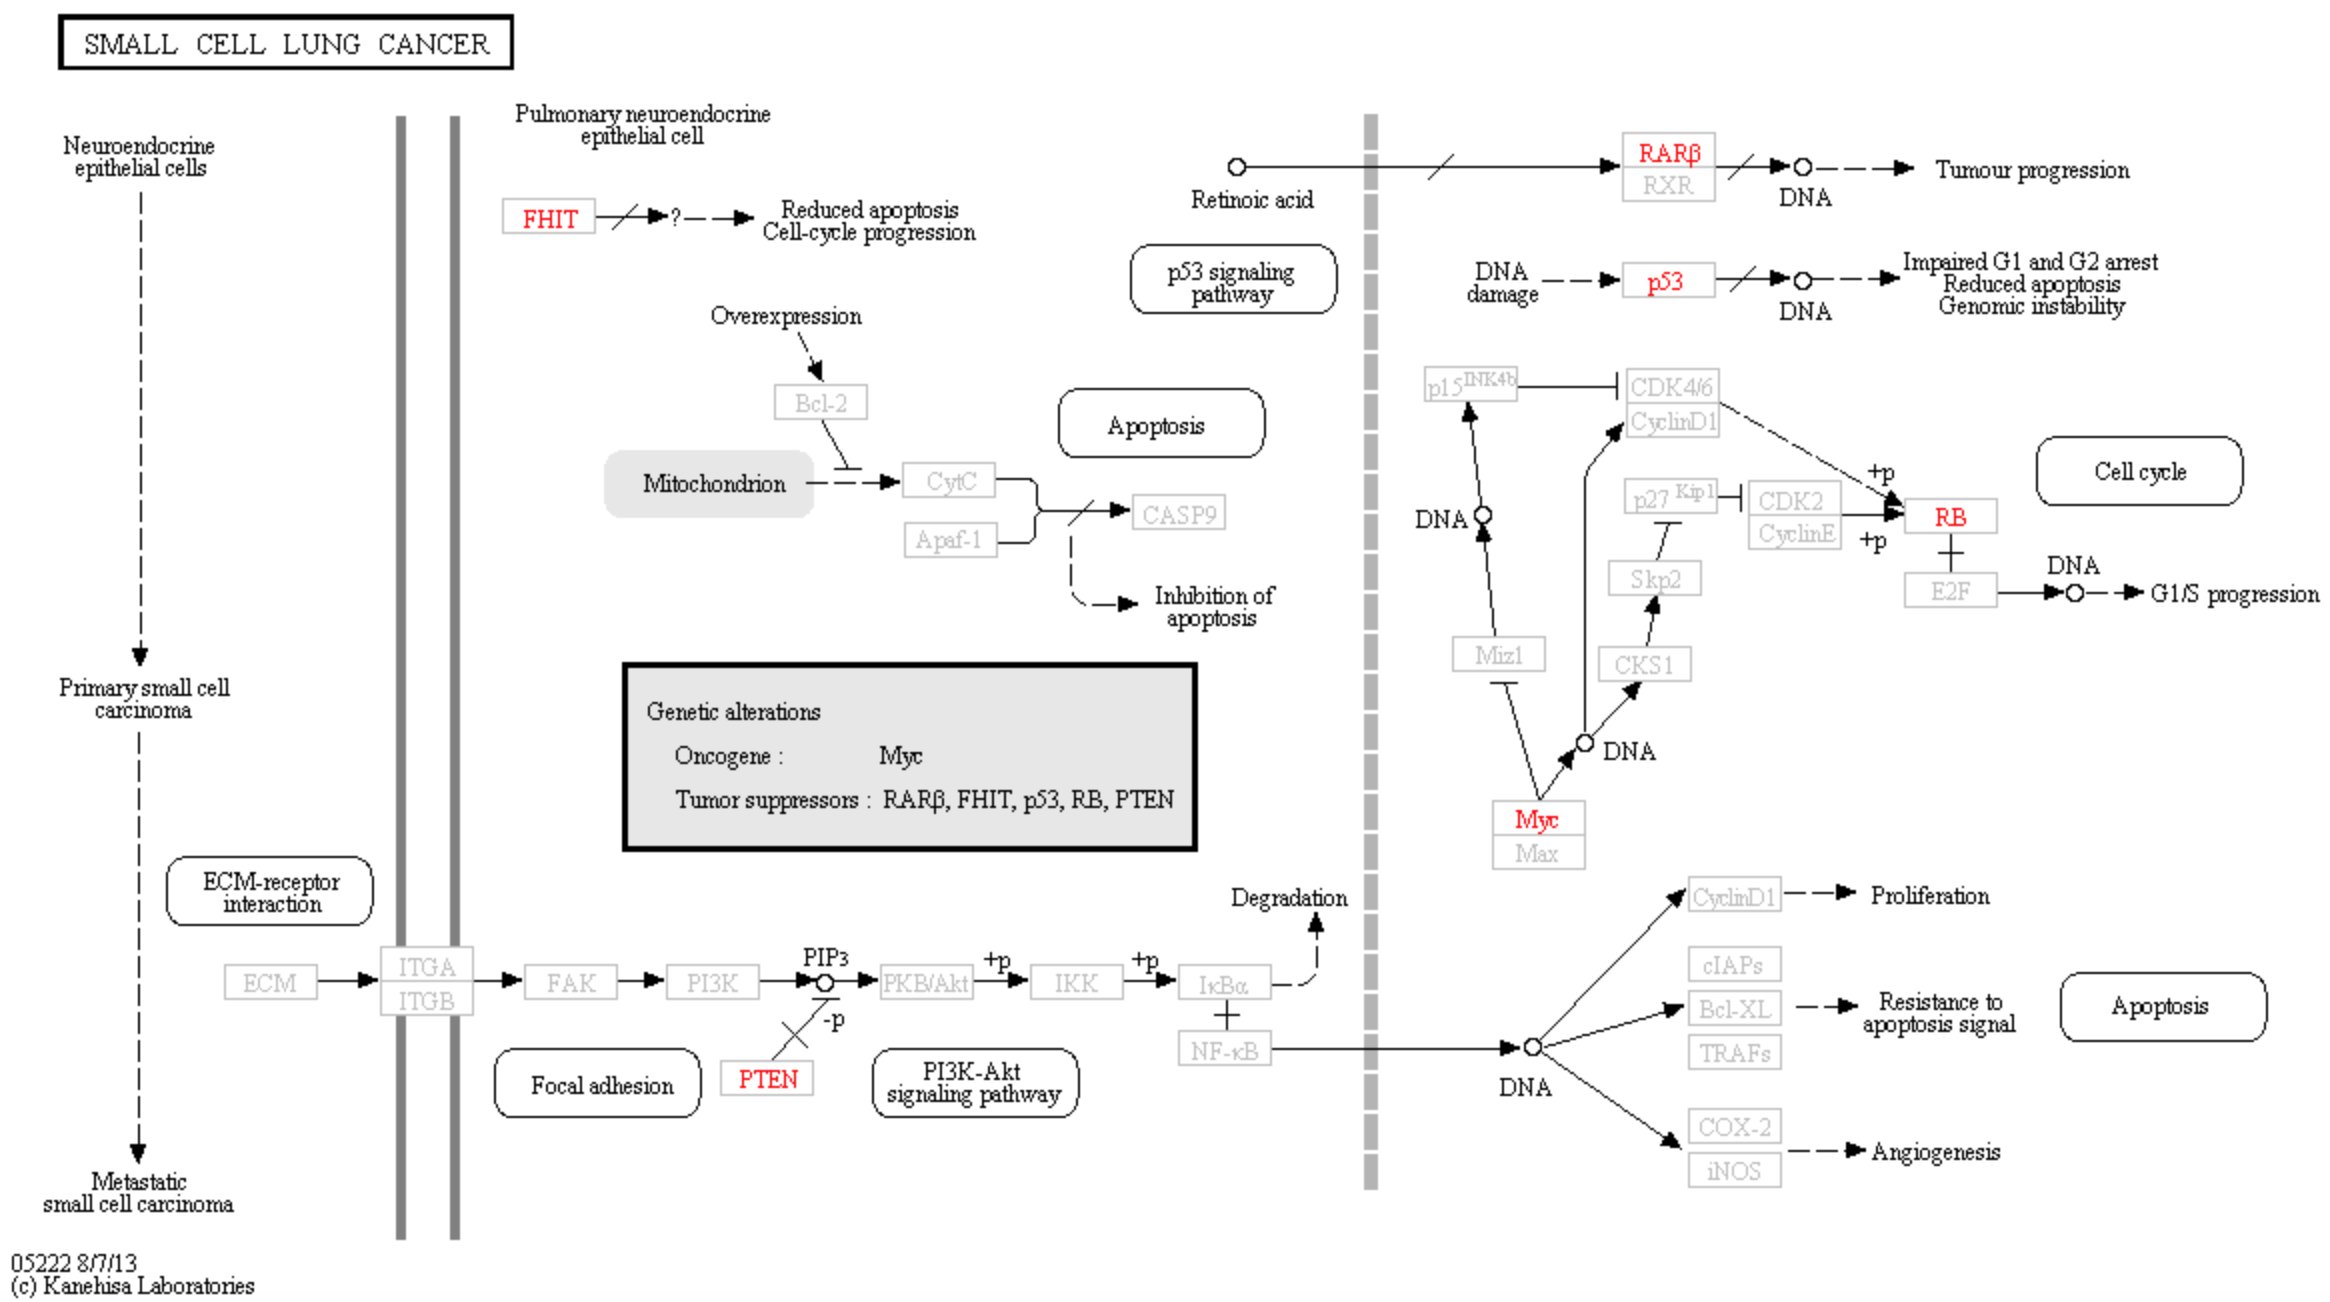 SMALL CELL LUNG CANCER
Neuroendocrine
epithelial cells
Primary small cell
carcinoma
Metastatic
small cell carcinoma
Pulmonary neuroendocrine
epithelial cell
FHIT
?
Reduced apoptosis
Cell-cycle progression
Retinoic acid
RARβ
RXR
DNA
Tumour progression
p53 signaling
pathway
DNA
damage
p53
DNA
Impaired G1 and G2 arrest
Reduced apoptosis
Genomic instability
Overexpression
Bcl-2
Apoptosis
Mitochondrion
CytC
Apaf-1
CASP9
Inhibition of
apoptosis
p15INK4b
CDK4/6
CyclinD1
Cell cycle
+p
p27 Kip1
CDK2
CyclinE
+p
RB
DNA
Skp2
E2F
DNA
G1/S progression
Miz1
CKS1
DNA
Myc
Max
Genetic alterations
Oncogene : Myc
Tumor suppressors : RARβ, FHIT, p53, RB, PTEN
ECM-receptor
interaction
ECM
ITGA
ITGB
FAK
PI3K
PIP3
-p
PTEN
PKB/Akt
+p
IKK
+p
IκBα
Degradation
NF-κB
Focal adhesion
PI3K-Akt
signaling pathway
DNA
CyclinD1
Proliferation
cIAPs
Bcl-XL
TRAFs
Resistance to
apoptosis signal
Apoptosis
COX-2
iNOS
Angiogenesis
05222 8/7/13
(c) Kanehisa Laboratories